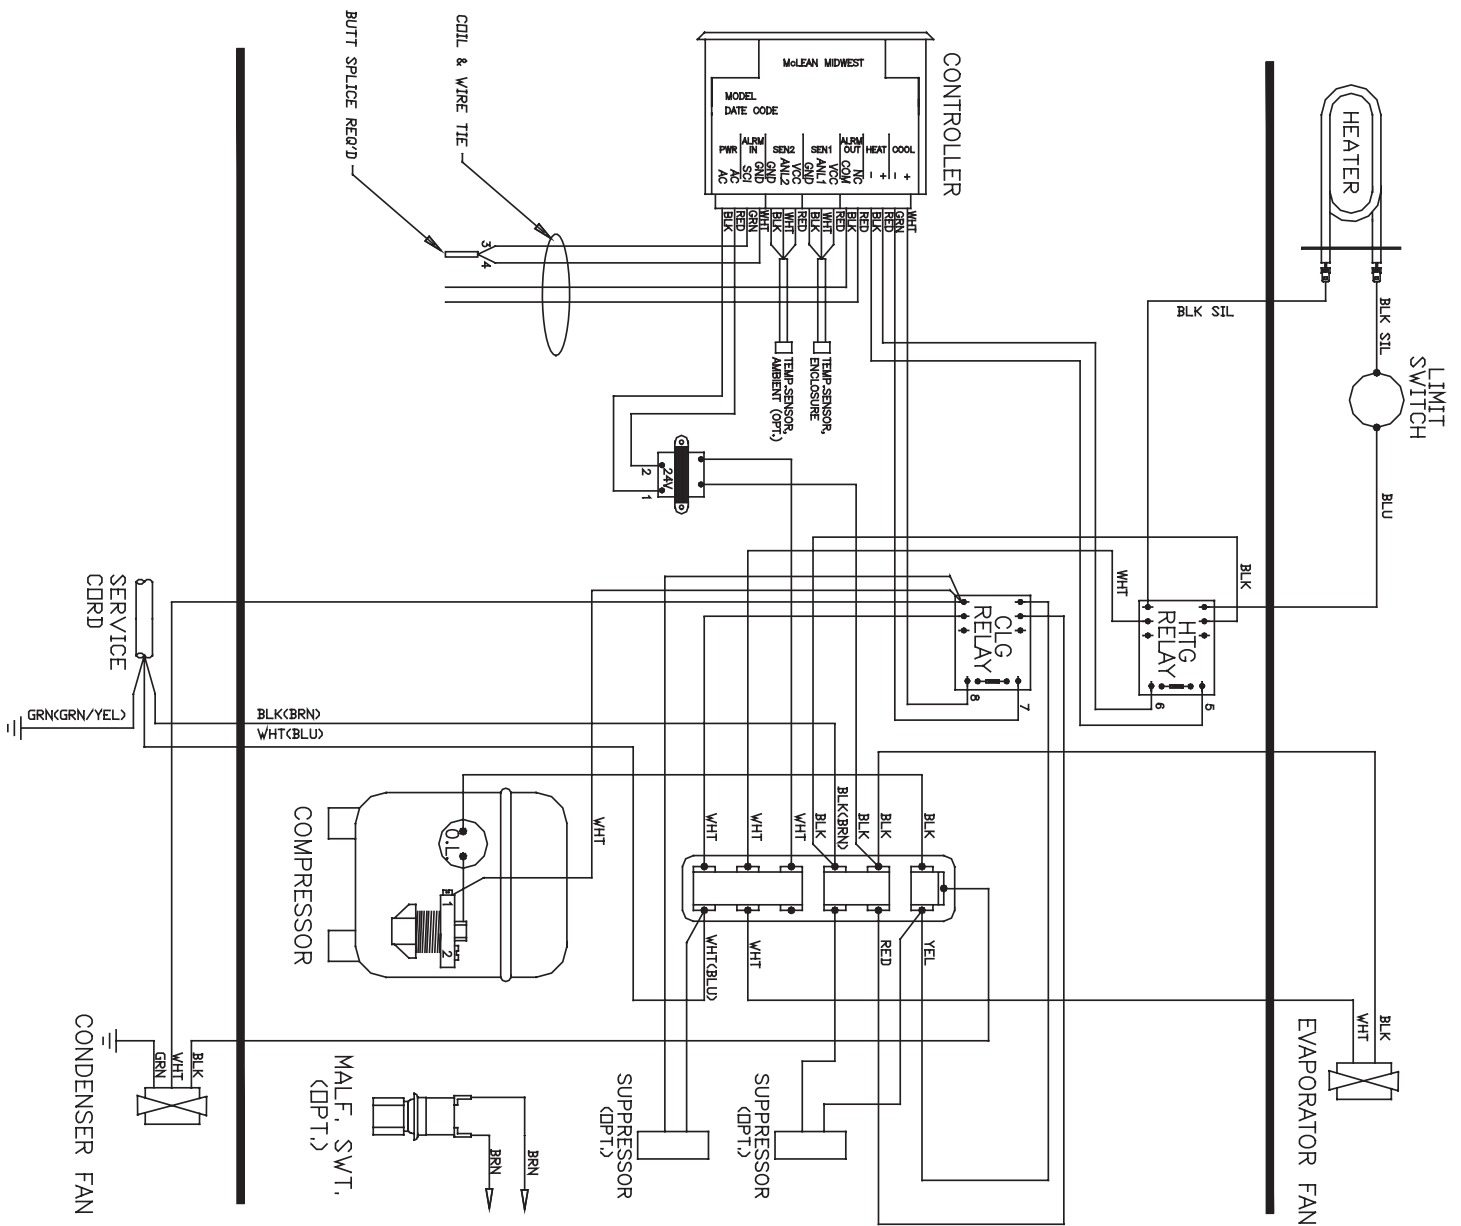 BUTT SPLICE REQ'D
COIL & WIRE TIE
CONTROLLER
McLEAN MIDWEST
MODEL
DATE CODE
PWR
ALRM
IN
SEN2
SEN1
ALRM
OUT
HEAT
COOL
AC
AC
SCI
GND
GND
ANL2
VCC
GND
ANL1
VCC
COM
NC
-
+
-
+
BLK
RED
GRN
WHT
BLK
WHT
RED
BLK
WHT
RED
BLK
RED
BLK
RED
GRN
WHT
3
4
HEATER
BLK SIL
BLK SIL
LIMIT
SWITCH
BLU
TEMP.SENSOR,
ENCLOSURE
TEMP.SENSOR,
AMBIENT (OPT.)
24V
2
1
BLK
WHT
HTG
RELAY
6
5
CLG
RELAY
8
7
SERVICE
CORD
GRN(GRN/YEL)
BLK(BRN)
WHT(BLU)
COMPRESSOR
O.L.
1
2
WHT
WHT
WHT
WHT
BLK
BLK(BRN)
BLK
BLK
BLK
WHT(BLU)
WHT
RED
YEL
CONDENSER FAN
GRN
WHT
BLK
MALF. SWT.
(OPT.)
BRN
BRN
SUPPRESSOR
(OPT.)
SUPPRESSOR
(OPT.)
EVAPORATOR FAN
WHT
BLK